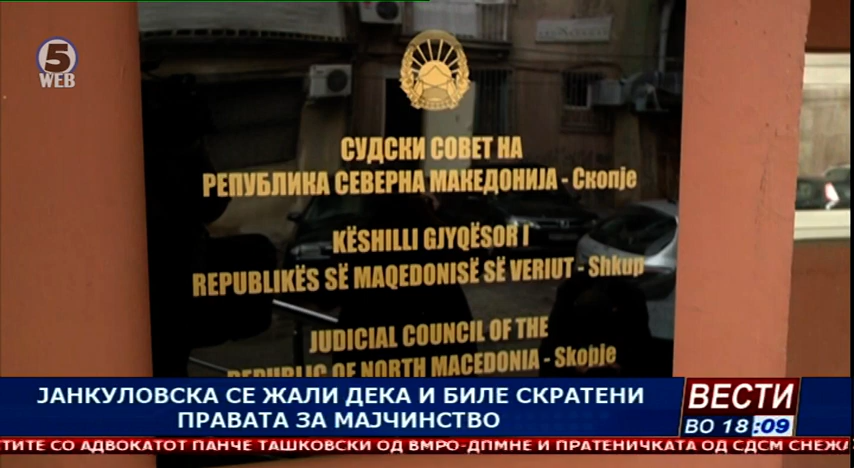 5
WEB
СУДСКИ СОВЕТ НА
РЕПУБЛИКА СЕВЕРНА МАКЕДОНИЈА - Скопје
KËSHILLI GJYQËSOR I
REPUBLIKËS SË MAQEDONISË SË VERIUT - Shkup
JUDICIAL COUNCIL OF THE
REPUBLIC OF NORTH MACEDONIA - Skopje
ЈАНКУЛОВСКА СЕ ЖАЛИ ДЕКА И БИЛЕ СКРАТЕНИ
ПРАВАТА ЗА МАЈЧИНСТВО
ВЕСТИ
ВО 18:09
ТИТЕ СО АДВОКАТОТ ПАНЧЕ ТАШКОВСКИ ОД ВМРО-ДПМНЕ И ПРАТЕНИЧКАТА ОД СДСМ СНЕЖА